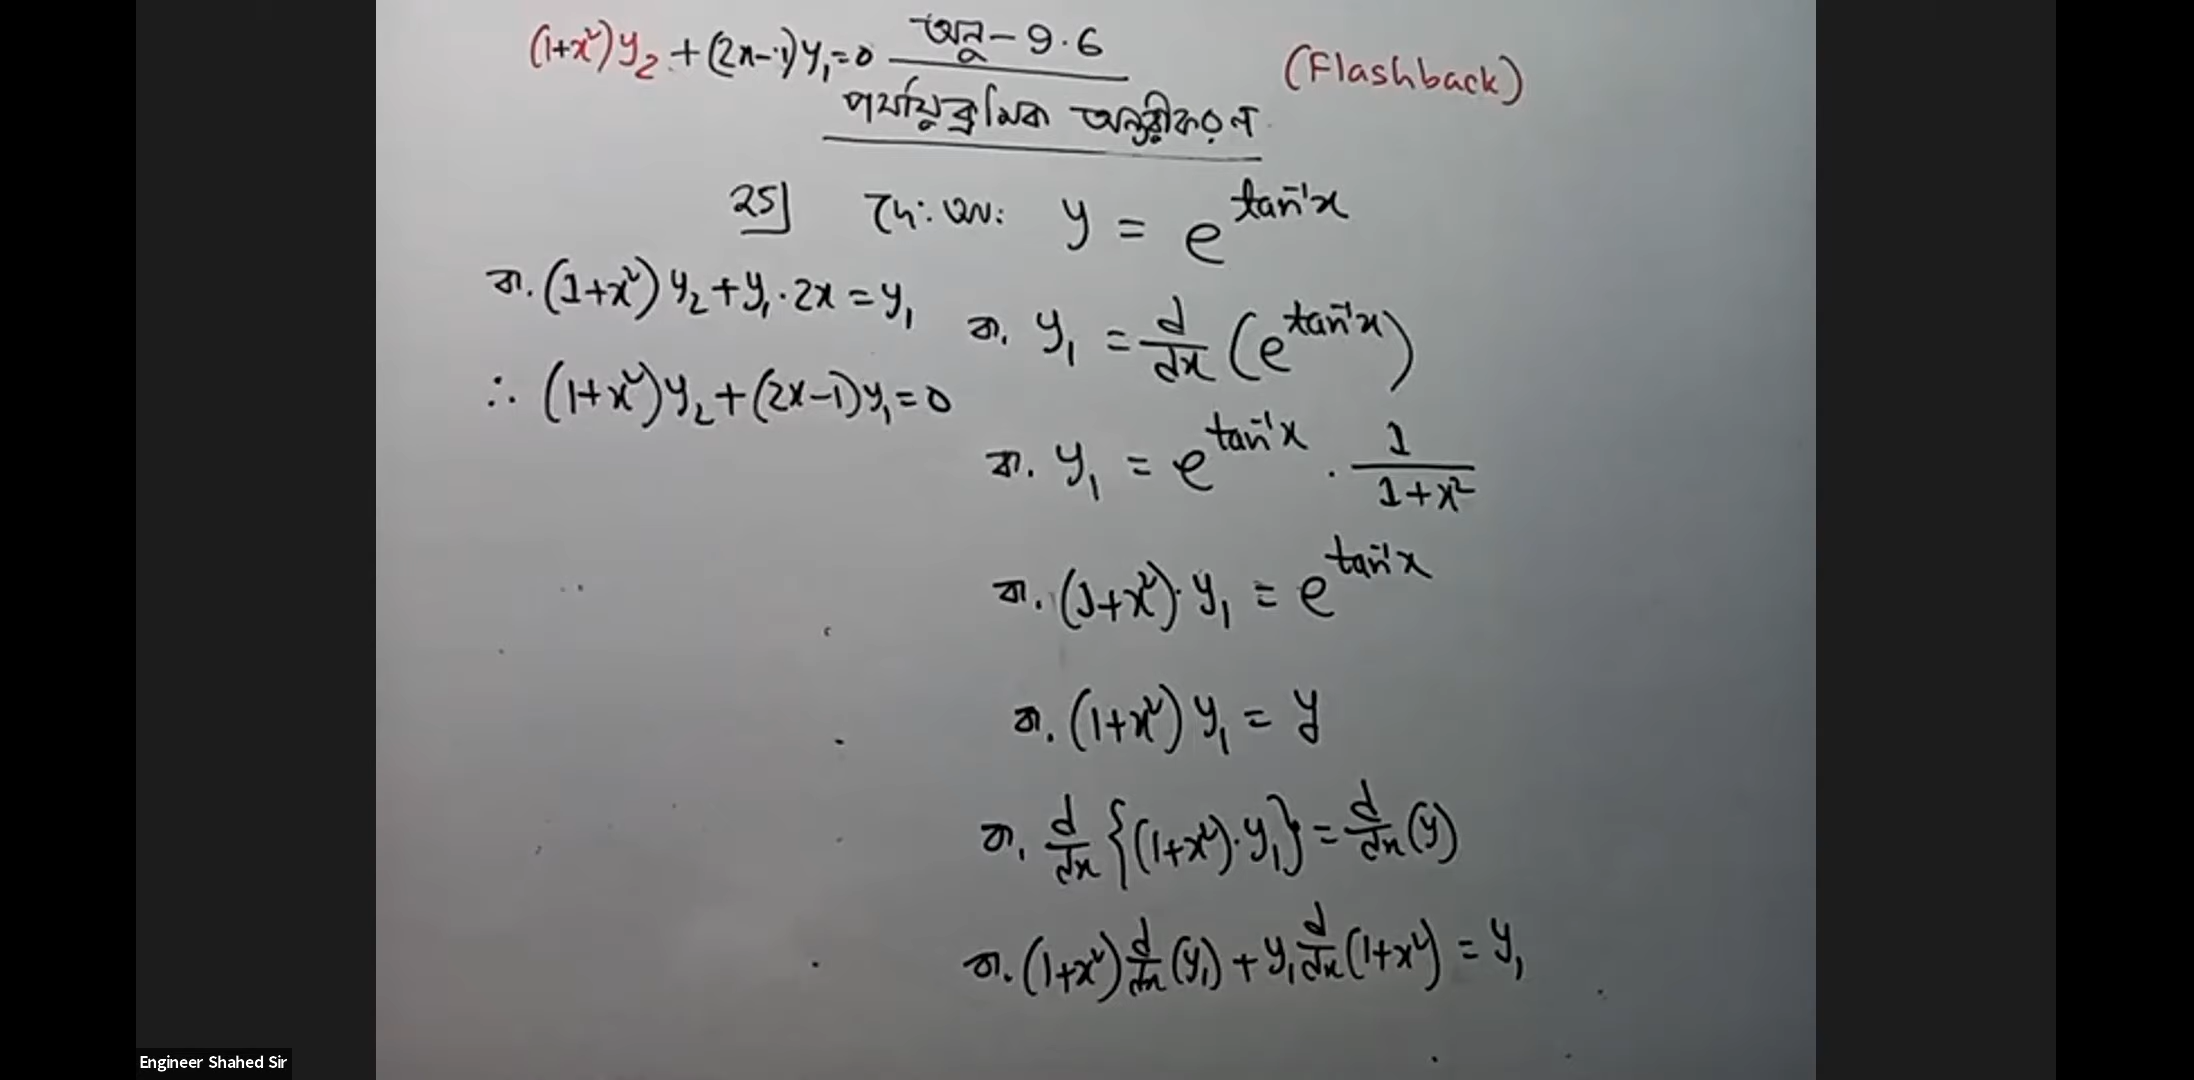 (1+x²)y₂+(2x-1)y₁=0
অনু-9.6
(Flashback)
পর্যায়ক্রমিক অন্তরীকরণ
25] দে: আ: y = e^{tan⁻¹x}
বা, y₁ = d/dx (e^{tan⁻¹x})
বা, y₁ = e^{tan⁻¹x} · 1/(1+x²)
বা, (1+x²)·y₁ = e^{tan⁻¹x}
বা, (1+x²) y₁ = y
বা, d/dx {(1+x²)·y₁} = d/dx (y)
বা, (1+x²) d/dx (y₁) + y₁ d/dx (1+x²) = y₁
বা, (1+x²) y₂+y₁·2x = y₁
∴ (1+x²)y₂+(2x-1)y₁=0
Engineer Shahed Sir